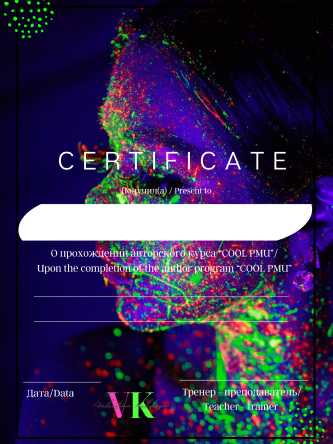 CERTIFICATE
Получил(а) / Present to
О прохождении авторского курса "COOL PMU"/
Upon the completion of the author program "COOL PMU"
Дата/Data
VK
Тренер - преподаватель/
Teacher - trainer